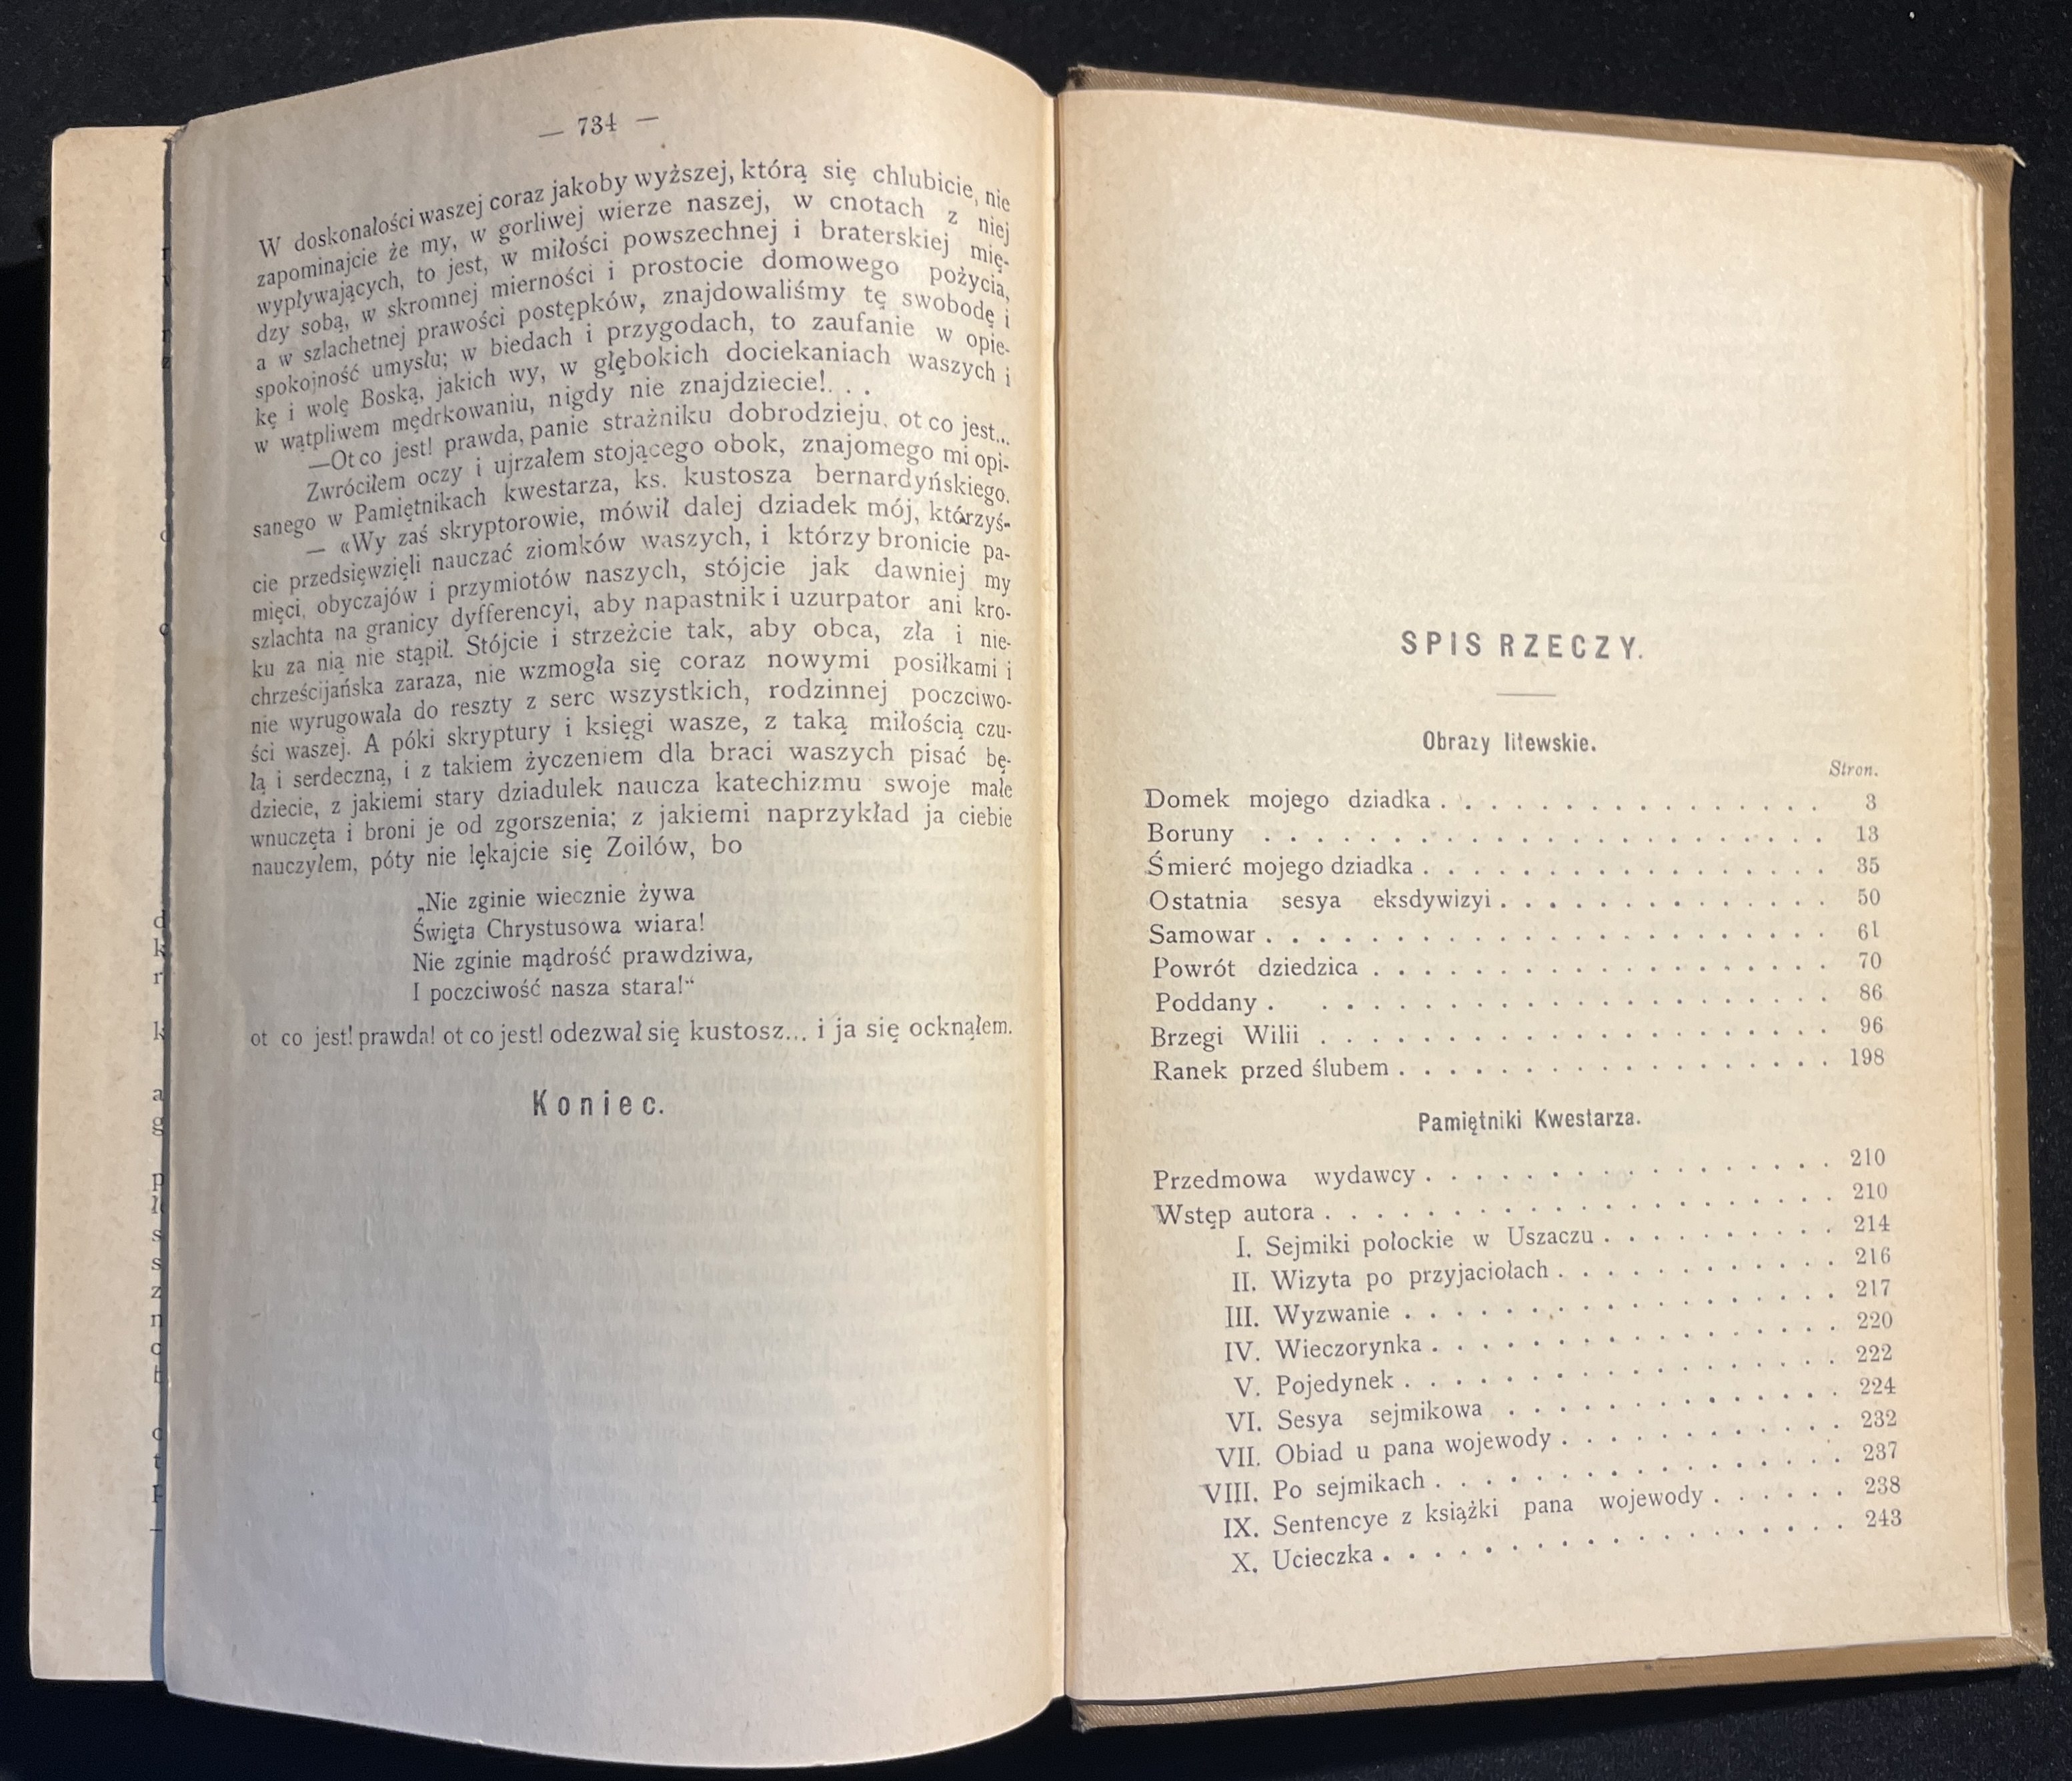 — 734 —
W doskonałości waszej coraz jakoby wyższej, którą się chlubicie, nie
zapominajcie że my, w gorliwej wierze naszej, w cnotach z niej
wypływających, to jest, w miłości powszechnej i braterskiej mię-
dzy sobą, w skromnej mierności i prostocie domowego pożycia,
a w szlachetnej prawości postępków, znajdowaliśmy tę swobodę i
spokojność umysłu; w biedach i przygodach, to zaufanie w opie-
kę i wolę Boską, jakich wy, w głębokich dociekaniach waszych i
w wątpliwem mędrkowaniu, nigdy nie znajdziecie!. . .
—Ot co jest! prawda, panie strażniku dobrodzieju, ot co jest...
Zwróciłem oczy i ujrzałem stojącego obok, znajomego mi opi-
sanego w Pamiętnikach kwestarza, ks. kustosza bernardyńskiego.
— «Wy zaś skryptorowie, mówił dalej dziadek mój, którzyś-
cie przedsięwzięli nauczać ziomków waszych, i którzy bronicie pa-
mięci, obyczajów i przymiotów naszych, stójcie jak dawniej my
szlachta na granicy dyfferencyi, aby napastnik i uzurpator ani kro-
ku za nią nie stąpił. Stójcie i strzeżcie tak, aby obca, zła i nie-
chrześcijańska zaraza, nie wzmogła się coraz nowymi posiłkami i
nie wyrugowała do reszty z serc wszystkich, rodzinnej poczciwo-
ści waszej. A póki skryptury i księgi wasze, z taką miłością czu-
łą i serdeczną, i z takiem życzeniem dla braci waszych pisać bę-
dziecie, z jakiemi stary dziadulek naucza katechizmu swoje małe
wnuczęta i broni je od zgorszenia; z jakiemi naprzykład ja ciebie
nauczyłem, póty nie lękajcie się Zoilów, bo
„Nie zginie wiecznie żywa
Święta Chrystusowa wiara!
Nie zginie mądrość prawdziwa,
I poczciwość nasza stara!“
ot co jest! prawda! ot co jest! odezwał się kustosz... i ja się ocknąłem.
Koniec.
SPIS RZECZY.
Obrazy litewskie.
Stron.
Domek mojego dziadka . . . . . . . . . . . . . . . 3
Boruny . . . . . . . . . . . . . . . . . . . . . . 13
Śmierć mojego dziadka . . . . . . . . . . . . . . . . 35
Ostatnia sesya eksdywizyi . . . . . . . . . . . . . 50
Samowar . . . . . . . . . . . . . . . . . . . . . . 61
Powrót dziedzica . . . . . . . . . . . . . . . . . . 70
Poddany . . . . . . . . . . . . . . . . . . . . . 86
Brzegi Wilii . . . . . . . . . . . . . . . . . . . . 96
Ranek przed ślubem . . . . . . . . . . . . . . . . . 198
Pamiętniki Kwestarza.
Przedmowa wydawcy . . . . . . . . . . . . . . . . 210
Wstęp autora . . . . . . . . . . . . . . . . . . . . 210
I. Sejmiki połockie w Uszaczu . . . . . . . . . 214
II. Wizyta po przyjaciołach . . . . . . . . . . . 216
III. Wyzwanie . . . . . . . . . . . . . . . . . 217
IV. Wieczorynka . . . . . . . . . . . . . . . . 220
V. Pojedynek . . . . . . . . . . . . . . . . . 222
VI. Sesya sejmikowa . . . . . . . . . . . . . 224
VII. Obiad u pana wojewody . . . . . . . . . . . 232
VIII. Po sejmikach . . . . . . . . . . . . . . . . 237
IX. Sentencye z książki pana wojewody . . . . . . 238
X. Ucieczka . . . . . . . . . . . . . . . . . . 243